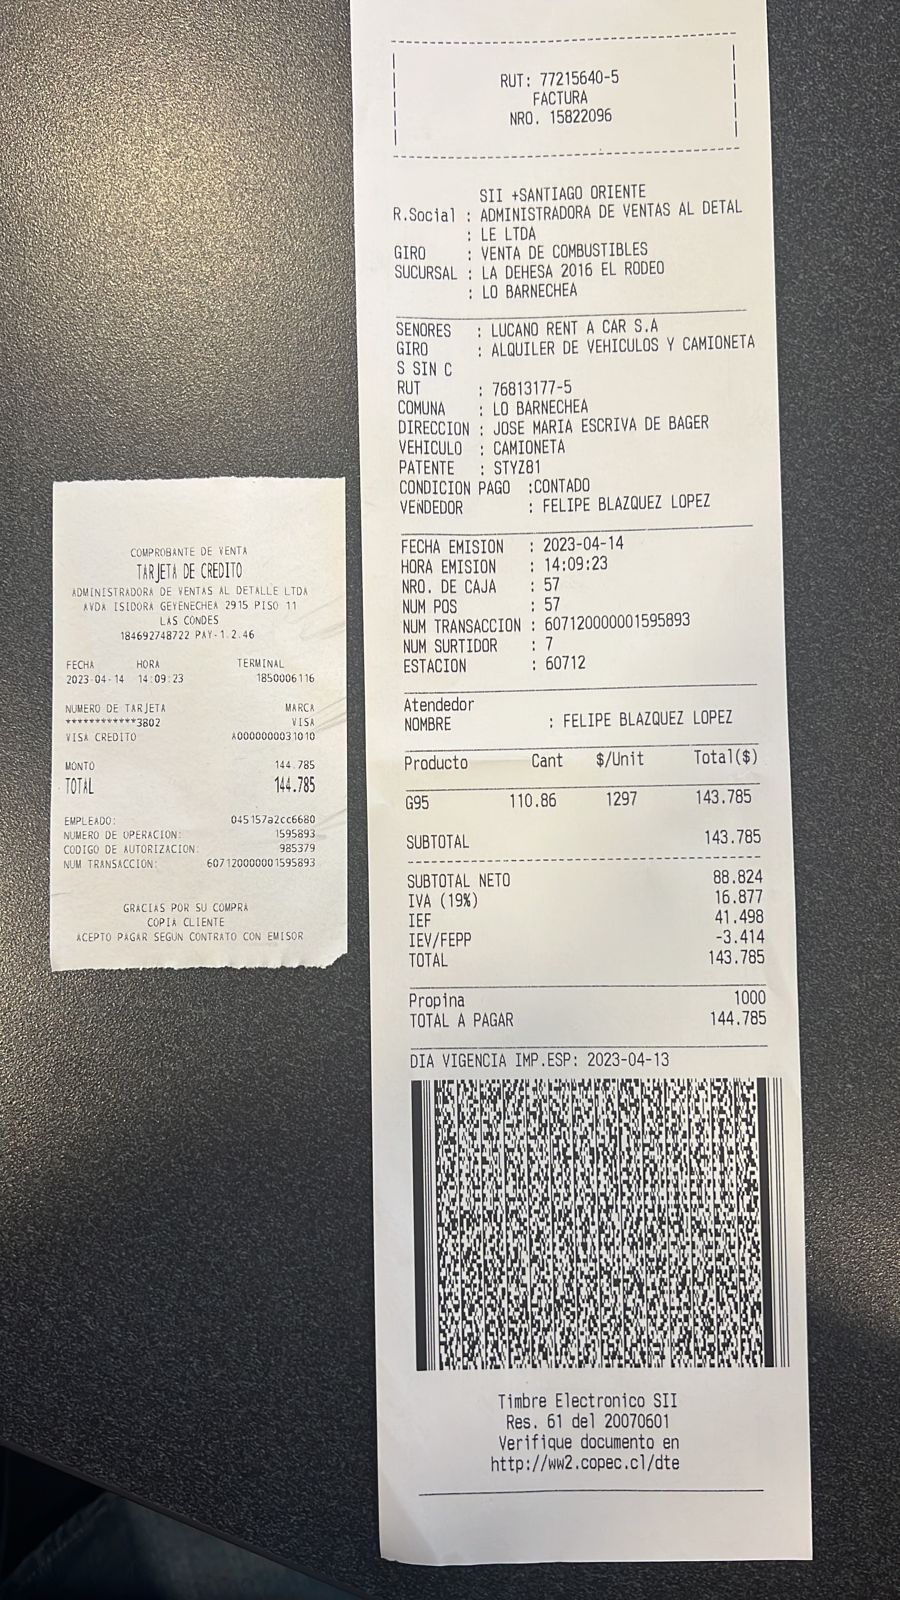 COMPROBANTE DE VENTA
TARJETA DE CREDITO
ADMINISTRADORA DE VENTAS AL DETALLE LTDA
AVDA ISIDORA GEYENECHEA 2915 PISO 11
LAS CONDES
184692748722 PAY-1.2.46
FECHA HORA TERMINAL
2023-04-14 14:09:23 1850006116
NUMERO DE TARJETA MARCA
************3802 VISA
VISA CREDITO A0000000031010
MONTO 144.785
TOTAL 144.785
EMPLEADO: 045157a2cc6680
NUMERO DE OPERACION: 1595893
CODIGO DE AUTORIZACION: 985379
NUM TRANSACCION: 607120000001595893
GRACIAS POR SU COMPRA
COPIA CLIENTE
ACEPTO PAGAR SEGUN CONTRATO CON EMISOR
RUT: 77215640-5
FACTURA
NRO. 15822096
SII +SANTIAGO ORIENTE
R.Social : ADMINISTRADORA DE VENTAS AL DETAL
: LE LTDA
GIRO : VENTA DE COMBUSTIBLES
SUCURSAL : LA DEHESA 2016 EL RODEO
: LO BARNECHEA
SENORES : LUCANO RENT A CAR S.A
GIRO : ALQUILER DE VEHICULOS Y CAMIONETA
S SIN C
RUT : 76813177-5
COMUNA : LO BARNECHEA
DIRECCION : JOSE MARIA ESCRIVA DE BAGER
VEHICULO : CAMIONETA
PATENTE : STYZ81
CONDICION PAGO :CONTADO
VENDEDOR : FELIPE BLAZQUEZ LOPEZ
FECHA EMISION : 2023-04-14
HORA EMISION : 14:09:23
NRO. DE CAJA : 57
NUM POS : 57
NUM TRANSACCION : 607120000001595893
NUM SURTIDOR : 7
ESTACION : 60712
Atendedor
NOMBRE : FELIPE BLAZQUEZ LOPEZ
Producto Cant $/Unit Total($)
G95 110.86 1297 143.785
SUBTOTAL 143.785
SUBTOTAL NETO 88.824
IVA (19%) 16.877
IEF 41.498
IEV/FEPP -3.414
TOTAL 143.785
Propina 1000
TOTAL A PAGAR 144.785
DIA VIGENCIA IMP.ESP: 2023-04-13
Timbre Electronico SII
Res. 61 del 20070601
Verifique documento en
http://ww2.copec.cl/dte